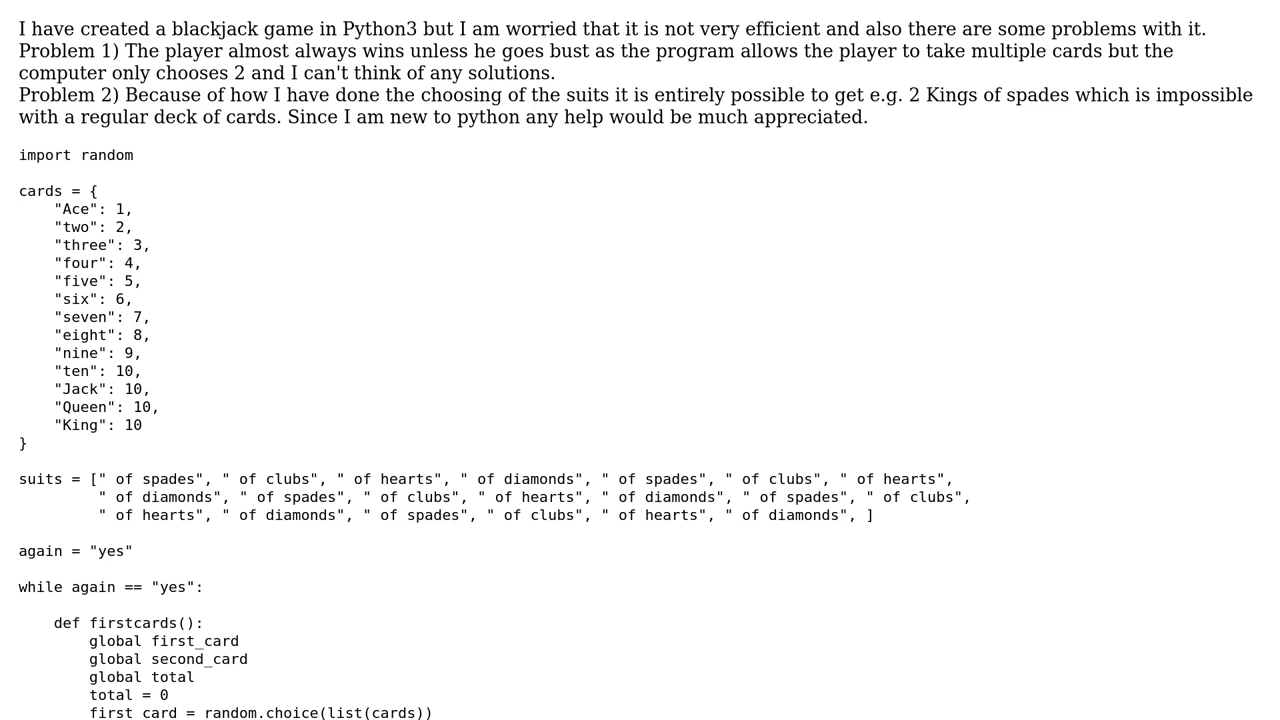 I have created a blackjack game in Python3 but I am worried that it is not very efficient and also there are some problems with it.
Problem 1) The player almost always wins unless he goes bust as the program allows the player to take multiple cards but the
computer only chooses 2 and I can't think of any solutions.
Problem 2) Because of how I have done the choosing of the suits it is entirely possible to get e.g. 2 Kings of spades which is impossible
with a regular deck of cards. Since I am new to python any help would be much appreciated.
import random
cards = {
    "Ace": 1,
    "two": 2,
    "three": 3,
    "four": 4,
    "five": 5,
    "six": 6,
    "seven": 7,
    "eight": 8,
    "nine": 9,
    "ten": 10,
    "Jack": 10,
    "Queen": 10,
    "King": 10
}
suits = [" of spades", " of clubs", " of hearts", " of diamonds", " of spades", " of clubs", " of hearts",
         " of diamonds", " of spades", " of clubs", " of hearts", " of diamonds", " of spades", " of clubs",
         " of hearts", " of diamonds", " of spades", " of clubs", " of hearts", " of diamonds", ]
again = "yes"
while again == "yes":
    def firstcards():
        global first_card
        global second_card
        global total
        total = 0
        first_card = random.choice(list(cards))